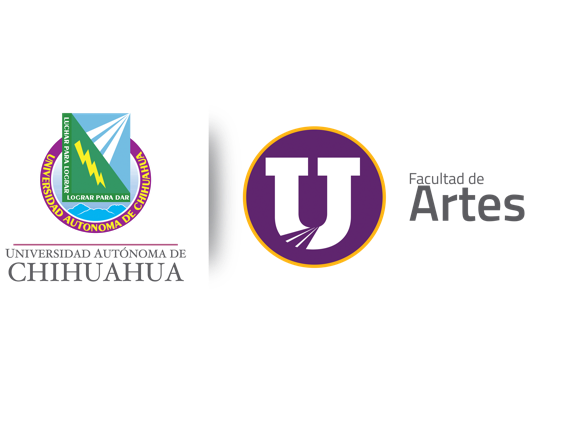 LUCHAR PARA LOGRAR
LOGRAR PARA DAR
UNIVERSIDAD AUTONOMA DE CHIHUAHUA
UNIVERSIDAD AUTÓNOMA DE
CHIHUAHUA
U
Facultad de
Artes